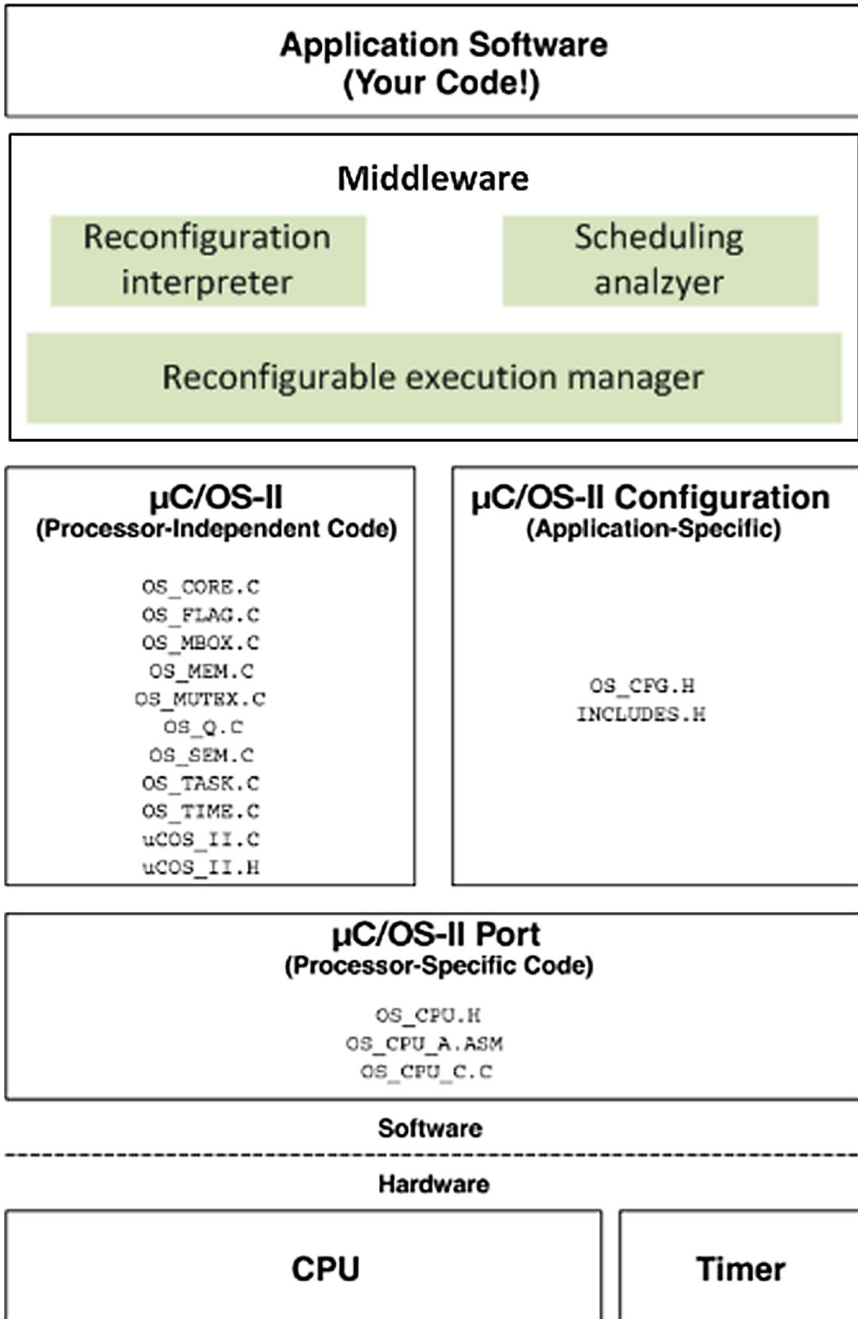 Application Software
(Your Code!)
Middleware
Reconfiguration
interpreter
Scheduling
analzyer
Reconfigurable execution manager
µC/OS-II
(Processor-Independent Code)
OS_CORE.C
OS_FLAG.C
OS_MBOX.C
OS_MEM.C
OS_MUTEX.C
OS_Q.C
OS_SEM.C
OS_TASK.C
OS_TIME.C
uCOS_II.C
uCOS_II.H
µC/OS-II Configuration
(Application-Specific)
OS_CFG.H
INCLUDES.H
µC/OS-II Port
(Processor-Specific Code)
OS_CPU.H
OS_CPU_A.ASM
OS_CPU_C.C
Software
Hardware
CPU
Timer